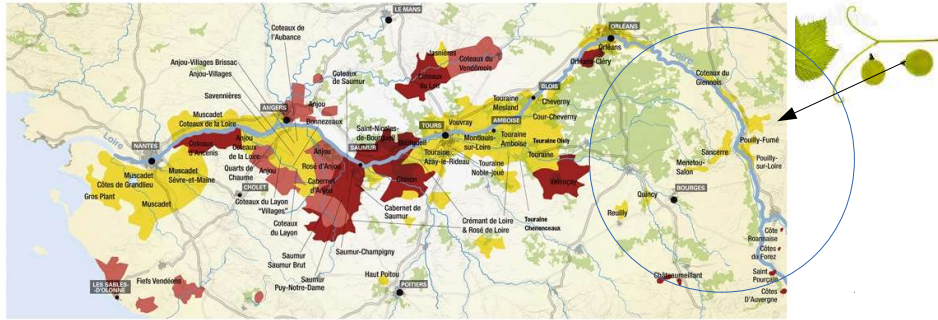 LE MANS
Coteaux de
l'Aubance
ORLÉANS
Orléans
Orléans-Cléry
Loire
Jasnières
Coteaux du
Vendômois
Coteaux
du Loir
Anjou-Villages Brissac
Anjou-Villages
Coteaux
de Saumur
Coteaux du
Giennois
Savennières
BLOIS
Touraine
Mesland
Cheverny
Cour-Cheverny
ANGERS
Anjou
Bonnezeaux
Muscadet
Coteaux de la Loire
Saint-Nicolas-
de-Bourgueil
Bourgueil
TOURS
Vouvray
AMBOISE
Montlouis-
sur-Loire
Touraine
Amboise
Touraine Oisly
Touraine
Pouilly-Fumé
Loire
NANTES
Coteaux
d'Ancenis
Anjou
Coteaux
de la Loire
SAUMUR
Anjou
Rosé d'Anjou
Touraine
Azay-le-Rideau
Sancerre
Pouilly-
sur-Loire
Menetou-
Salon
Muscadet
Sèvre-et-Maine
Quarts de
Chaume
Anjou
Cabernet
d'Anjou
Chinon
Touraine
Noble-joué
Valençay
Muscadet
Côtes de Grandlieu
CHOLET
BOURGES
Quincy
Gros Plant
Muscadet
Coteaux du Layon
"Villages"
Cabernet de
Saumur
Crémant de Loire
& Rosé de Loire
Touraine
Chenonceaux
Reuilly
Coteaux
du Layon
Côte
Roannaise
Côtes
du Forez
Saumur-Champigny
Saumur
Saumur Brut
Saumur
Puy-Notre-Dame
Haut Poitou
Châteaumeillant
Saint
Pourçain
Fiefs Vendéens
LES SABLES-
-D'OLONNE
POITIERS
Côtes
D'Auvergne